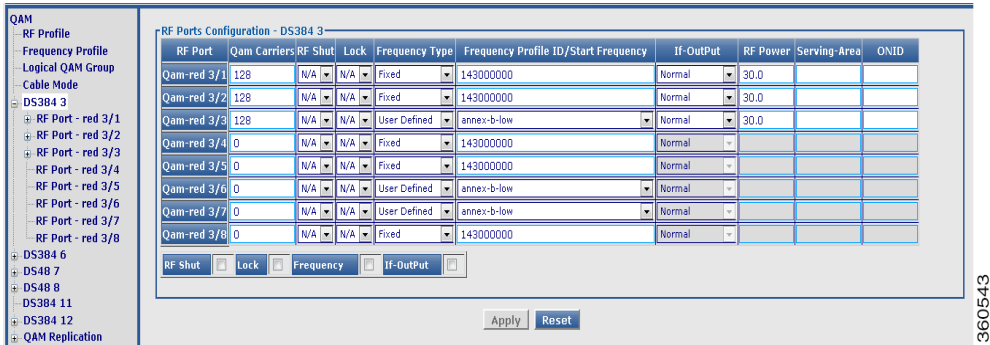 QAM
RF Profile
Frequency Profile
Logical QAM Group
Cable Mode
DS384 3
RF Port - red 3/1
RF Port - red 3/2
RF Port - red 3/3
RF Port - red 3/4
RF Port - red 3/5
RF Port - red 3/6
RF Port - red 3/7
RF Port - red 3/8
DS384 6
DS48 7
DS48 8
DS384 11
DS384 12
QAM Replication
RF Ports Configuration - DS384 3
RF Port Qam Carriers RF Shut Lock Frequency Type Frequency Profile ID/Start Frequency If-OutPut RF Power Serving-Area ONID
Qam-red 3/1 128 N/A N/A Fixed 143000000 Normal 30.0
Qam-red 3/2 128 N/A N/A Fixed 143000000 Normal 30.0
Qam-red 3/3 128 N/A N/A User Defined annex-b-low Normal 30.0
Qam-red 3/4 0 N/A N/A Fixed 143000000 Normal
Qam-red 3/5 0 N/A N/A Fixed 143000000 Normal
Qam-red 3/6 0 N/A N/A User Defined annex-b-low Normal
Qam-red 3/7 0 N/A N/A User Defined annex-b-low Normal
Qam-red 3/8 0 N/A N/A Fixed 143000000 Normal
RF Shut Lock Frequency If-OutPut
Apply Reset
360543